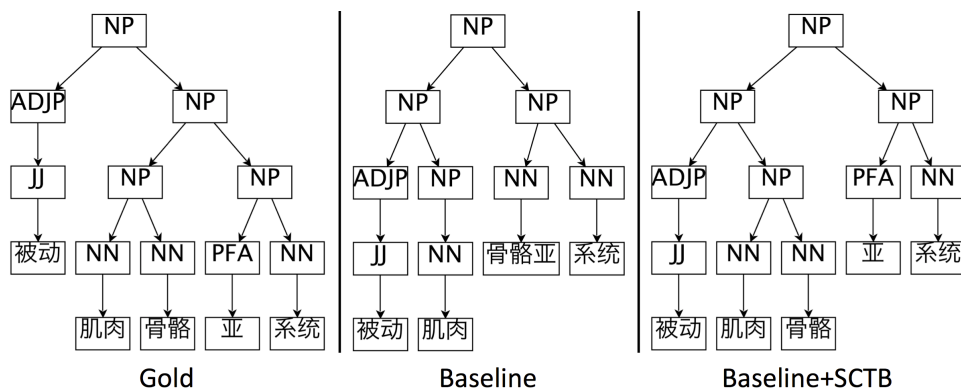 NP
ADJP NP
JJ NP NP
被动 NN NN PFA NN
肌肉 骨骼 亚 系统
Gold
NP
NP NP
ADJP NP NN NN
JJ NN 骨骼亚 系统
被动 肌肉
Baseline
NP
NP NP
ADJP NP PFA NN
JJ NN NN 亚 系统
被动 肌肉 骨骼
Baseline+SCTB